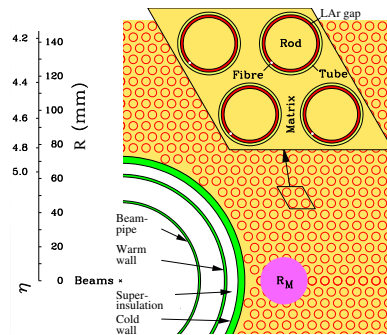 LAr gap
Rod
Fibre
Tube
Matrix
4.2
4.4
4.6
4.8
5.0
η
140
120
100
80
60
40
20
0
R (mm)
Beam-
pipe
Warm
wall
Beams
Super-
insulation
Cold
wall
RM